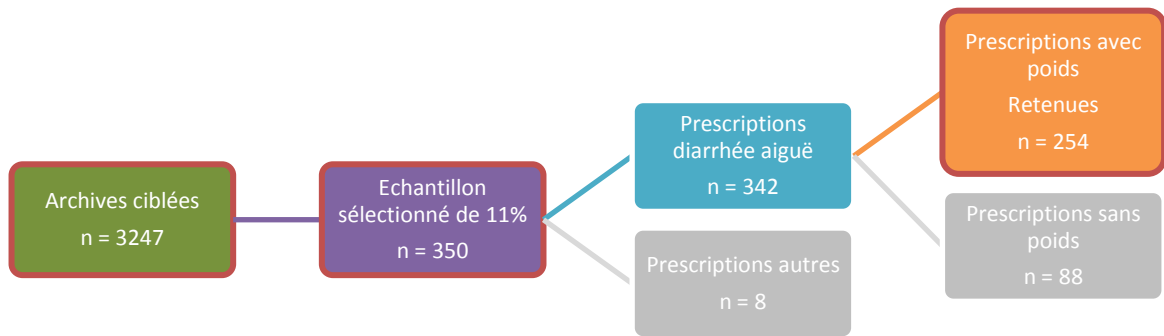 Archives ciblées
n = 3247
Echantillon
sélectionné de 11%
n = 350
Prescriptions
diarrhée aiguë
n = 342
Prescriptions autres
n = 8
Prescriptions avec
poids
Retenues
n = 254
Prescriptions sans
poids
n = 88